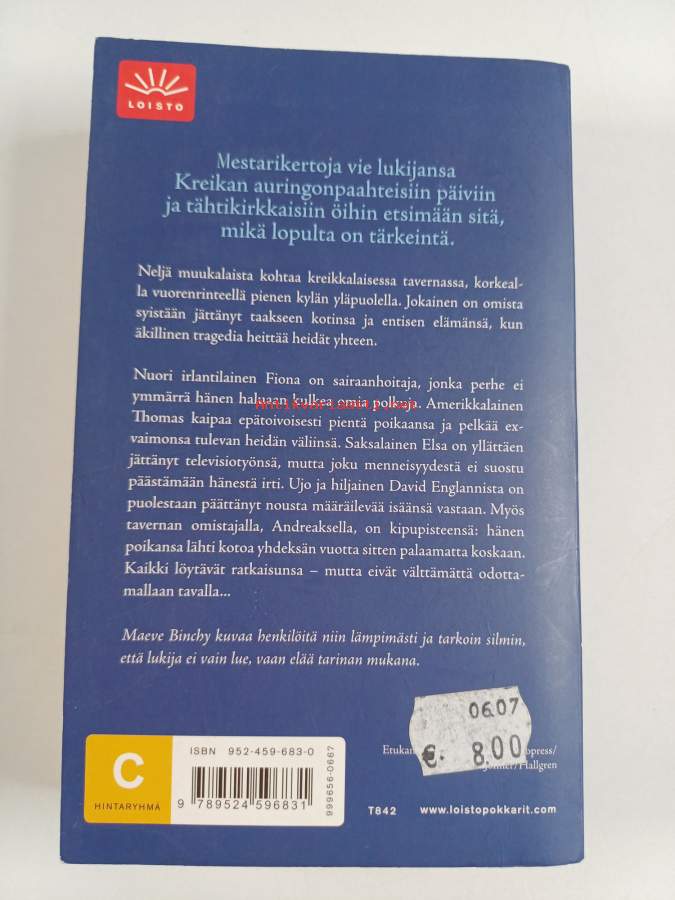 LOISTO
Mestarikertoja vie lukijansa
Kreikan auringonpaahteisiin päiviin
ja tähtikirkkaisiin öihin etsimään sitä,
mikä lopulta on tärkeintä.
Neljä muukalaista kohtaa kreikkalaisessa tavernassa, korkeal-
la vuorenrinteellä pienen kylän yläpuolella. Jokainen on omista
syistään jättänyt taakseen kotinsa ja entisen elämänsä, kun
äkillinen tragedia heittää heidät yhteen.
Nuori irlantilainen Fiona on sairaanhoitaja, jonka perhe ei
ymmärrä hänen haluaan kulkea omia polkuja. Amerikkalainen
Thomas kaipaa epätoivoisesti pientä poikaansa ja pelkää ex-
vaimonsa tulevan heidän väliinsä. Saksalainen Elsa on yllättäen
jättänyt televisiotyönsä, mutta joku menneisyydestä ei suostu
päästämään hänestä irti. Ujo ja hiljainen David Englannista on
puolestaan päättänyt nousta määräilevää isäänsä vastaan. Myös
tavernan omistajalla, Andreaksella, on kipupisteensä: hänen
poikansa lähti kotoa yhdeksän vuotta sitten palaamatta koskaan.
Kaikki löytävät ratkaisunsa – mutta eivät välttämättä odotta-
mallaan tavalla...
Maeve Binchy kuvaa henkilöitä niin lämpimästi ja tarkoin silmin,
että lukija ei vain lue, vaan elää tarinan mukana.
06.07
€. 8.00
Hallgren
C
HINTARYHMÄ
ISBN 952-459-683-0
9 789524 596831
999656-0667
T842 www.loistopokkarit.com